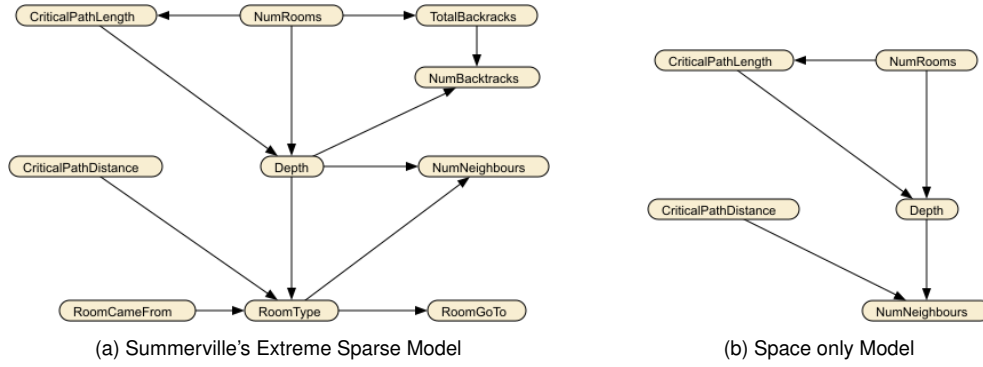 CriticalPathLength
NumRooms
TotalBackracks
NumBacktracks
CriticalPathDistance
Depth
NumNeighbours
RoomCameFrom
RoomType
RoomGoTo
(a) Summerville's Extreme Sparse Model
CriticalPathLength
NumRooms
CriticalPathDistance
Depth
NumNeighbours
(b) Space only Model